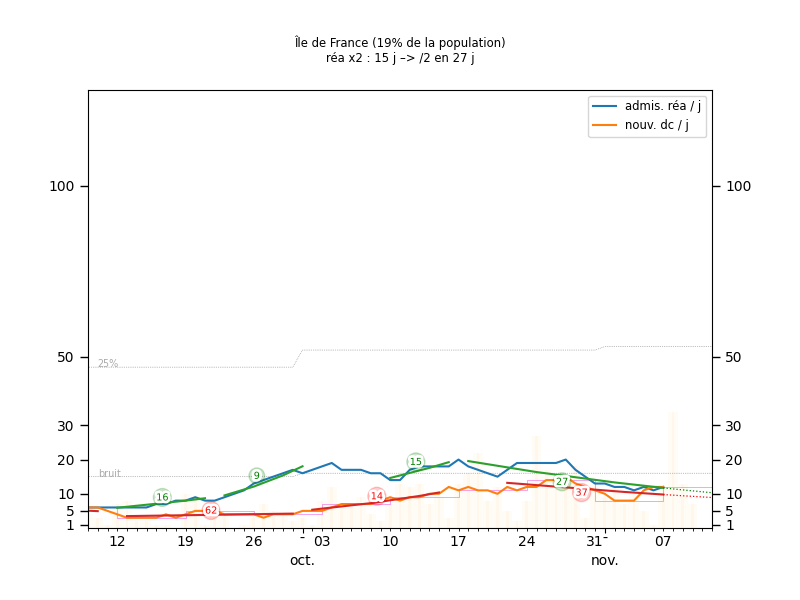 Île de France (19% de la population)
réa x2 : 15 j –> /2 en 27 j
admis. réa / j
nouv. dc / j
100 100
25%
50 50
30 30
20 20
bruit
10 10
5 5
1 1
16
62
9
14
15
27
37
12 19 26 - 03 10 17 24 31- 07
oct. nov.